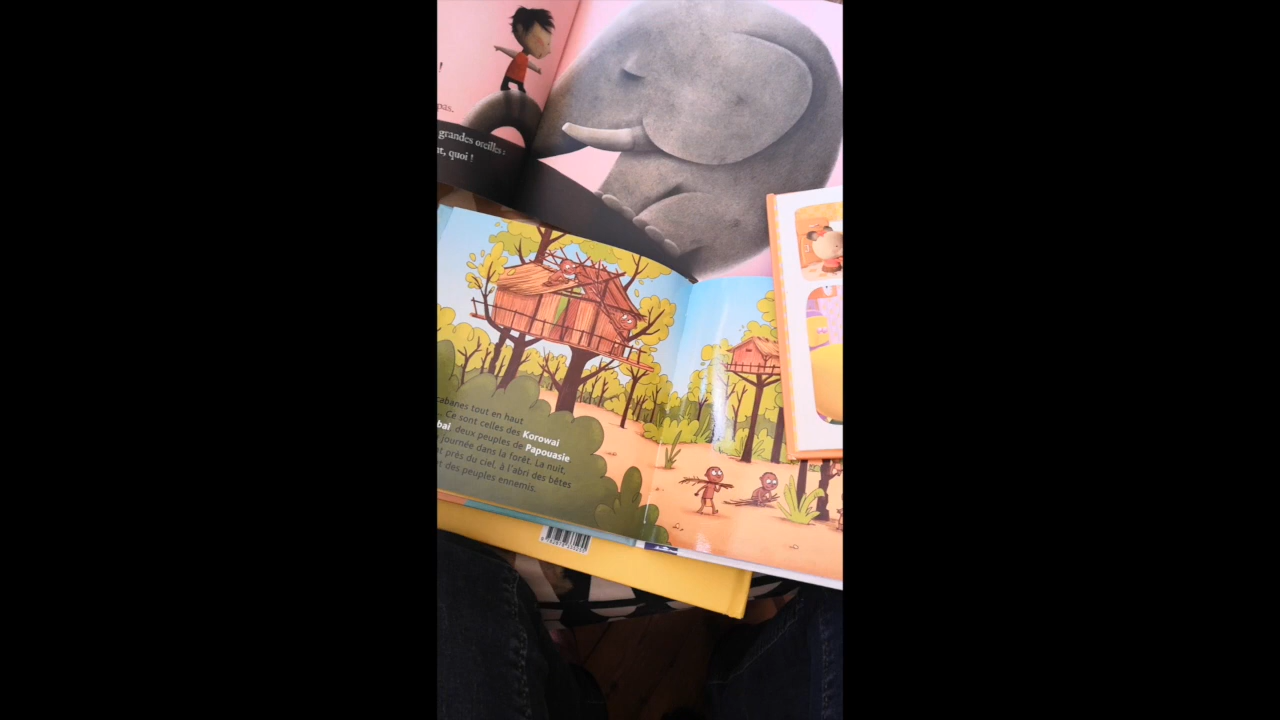 !
pas.
grandes oreilles :
quoi !
cabanes tout en haut
. Ce sont celles des Korowai
bai, deux peuples de Papouasie
journée dans la forêt. La nuit,
près du ciel, à l'abri des bêtes
et des peuples ennemis.